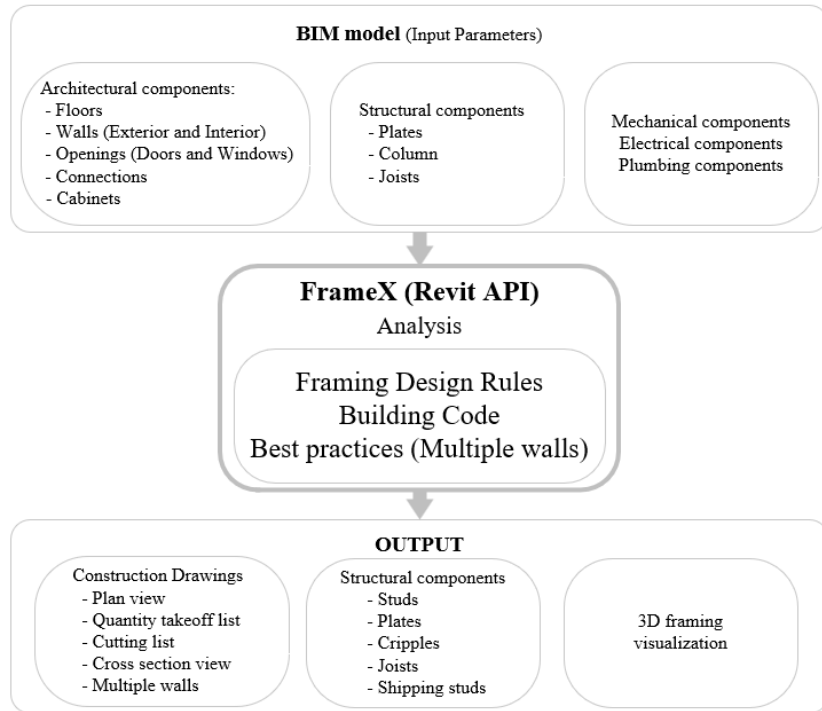 BIM model (Input Parameters)
Architectural components:
- Floors
- Walls (Exterior and Interior)
- Openings (Doors and Windows)
- Connections
- Cabinets
Structural components
- Plates
- Column
- Joists
Mechanical components
Electrical components
Plumbing components
FrameX (Revit API)
Analysis
Framing Design Rules
Building Code
Best practices (Multiple walls)
OUTPUT
Construction Drawings
- Plan view
- Quantity takeoff list
- Cutting list
- Cross section view
- Multiple walls
Structural components
- Studs
- Plates
- Cripples
- Joists
- Shipping studs
3D framing
visualization